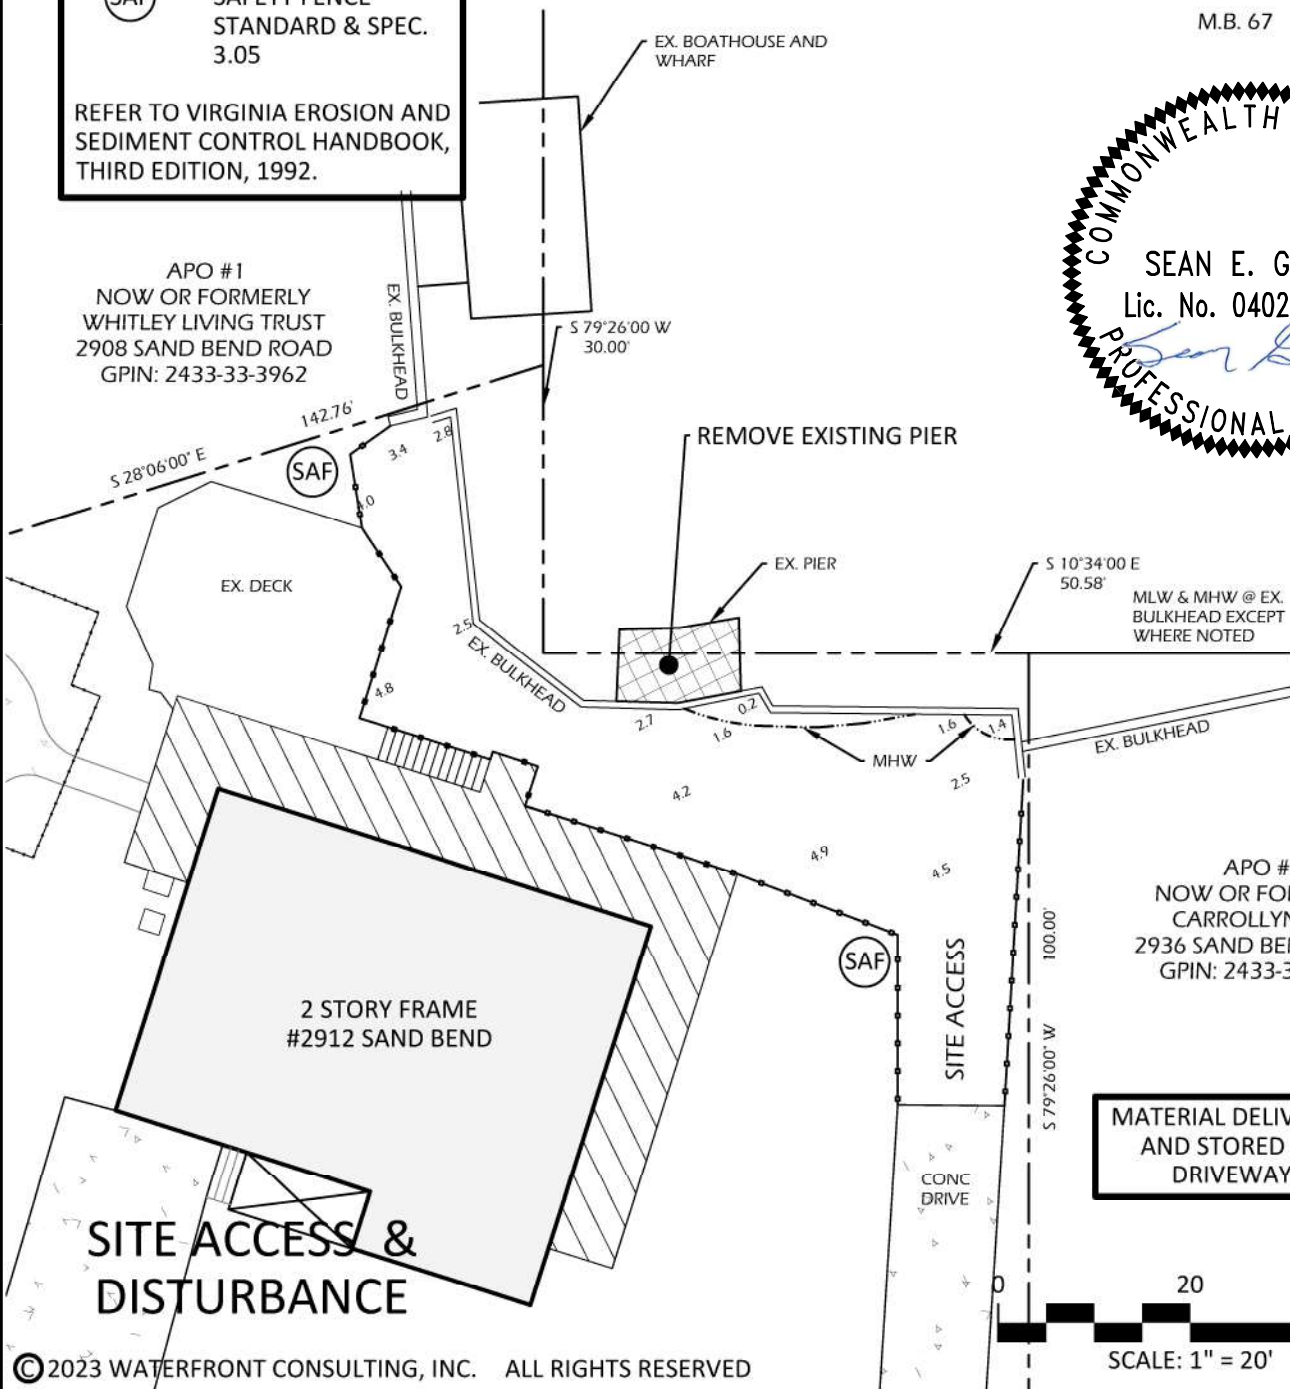 SAF
SAFETY FENCE
STANDARD & SPEC.
3.05
REFER TO VIRGINIA EROSION AND
SEDIMENT CONTROL HANDBOOK,
THIRD EDITION, 1992.
EX. BOATHOUSE AND
WHARF
M.B. 67
COMMONWEALTH
SEAN E. G
Lic. No. 0402
PROFESSIONAL
APO #1
NOW OR FORMERLY
WHITLEY LIVING TRUST
2908 SAND BEND ROAD
GPIN: 2433-33-3962
EX. BULKHEAD
S 79°26'00 W
30.00'
142.76'
S 28°06'00" E
SAF
3.4
2.8
REMOVE EXISTING PIER
EX. DECK
EX. PIER
S 10°34'00 E
50.58'
MLW & MHW @ EX.
BULKHEAD EXCEPT
WHERE NOTED
2.5
EX. BULKHEAD
4.8
2.7
1.6
0.2
1.6
1.4
MHW
EX. BULKHEAD
2.5
4.2
4.9
4.5
SAF
SITE ACCESS
100.00'
S 79°26'00" W
APO #
NOW OR FO
CARROLLY
2936 SAND BE
GPIN: 2433-3
2 STORY FRAME
#2912 SAND BEND
MATERIAL DELIV
AND STORED
DRIVEWAY
CONC
DRIVE
SITE ACCESS &
DISTURBANCE
0 20
SCALE: 1" = 20'
© 2023 WATERFRONT CONSULTING, INC. ALL RIGHTS RESERVED